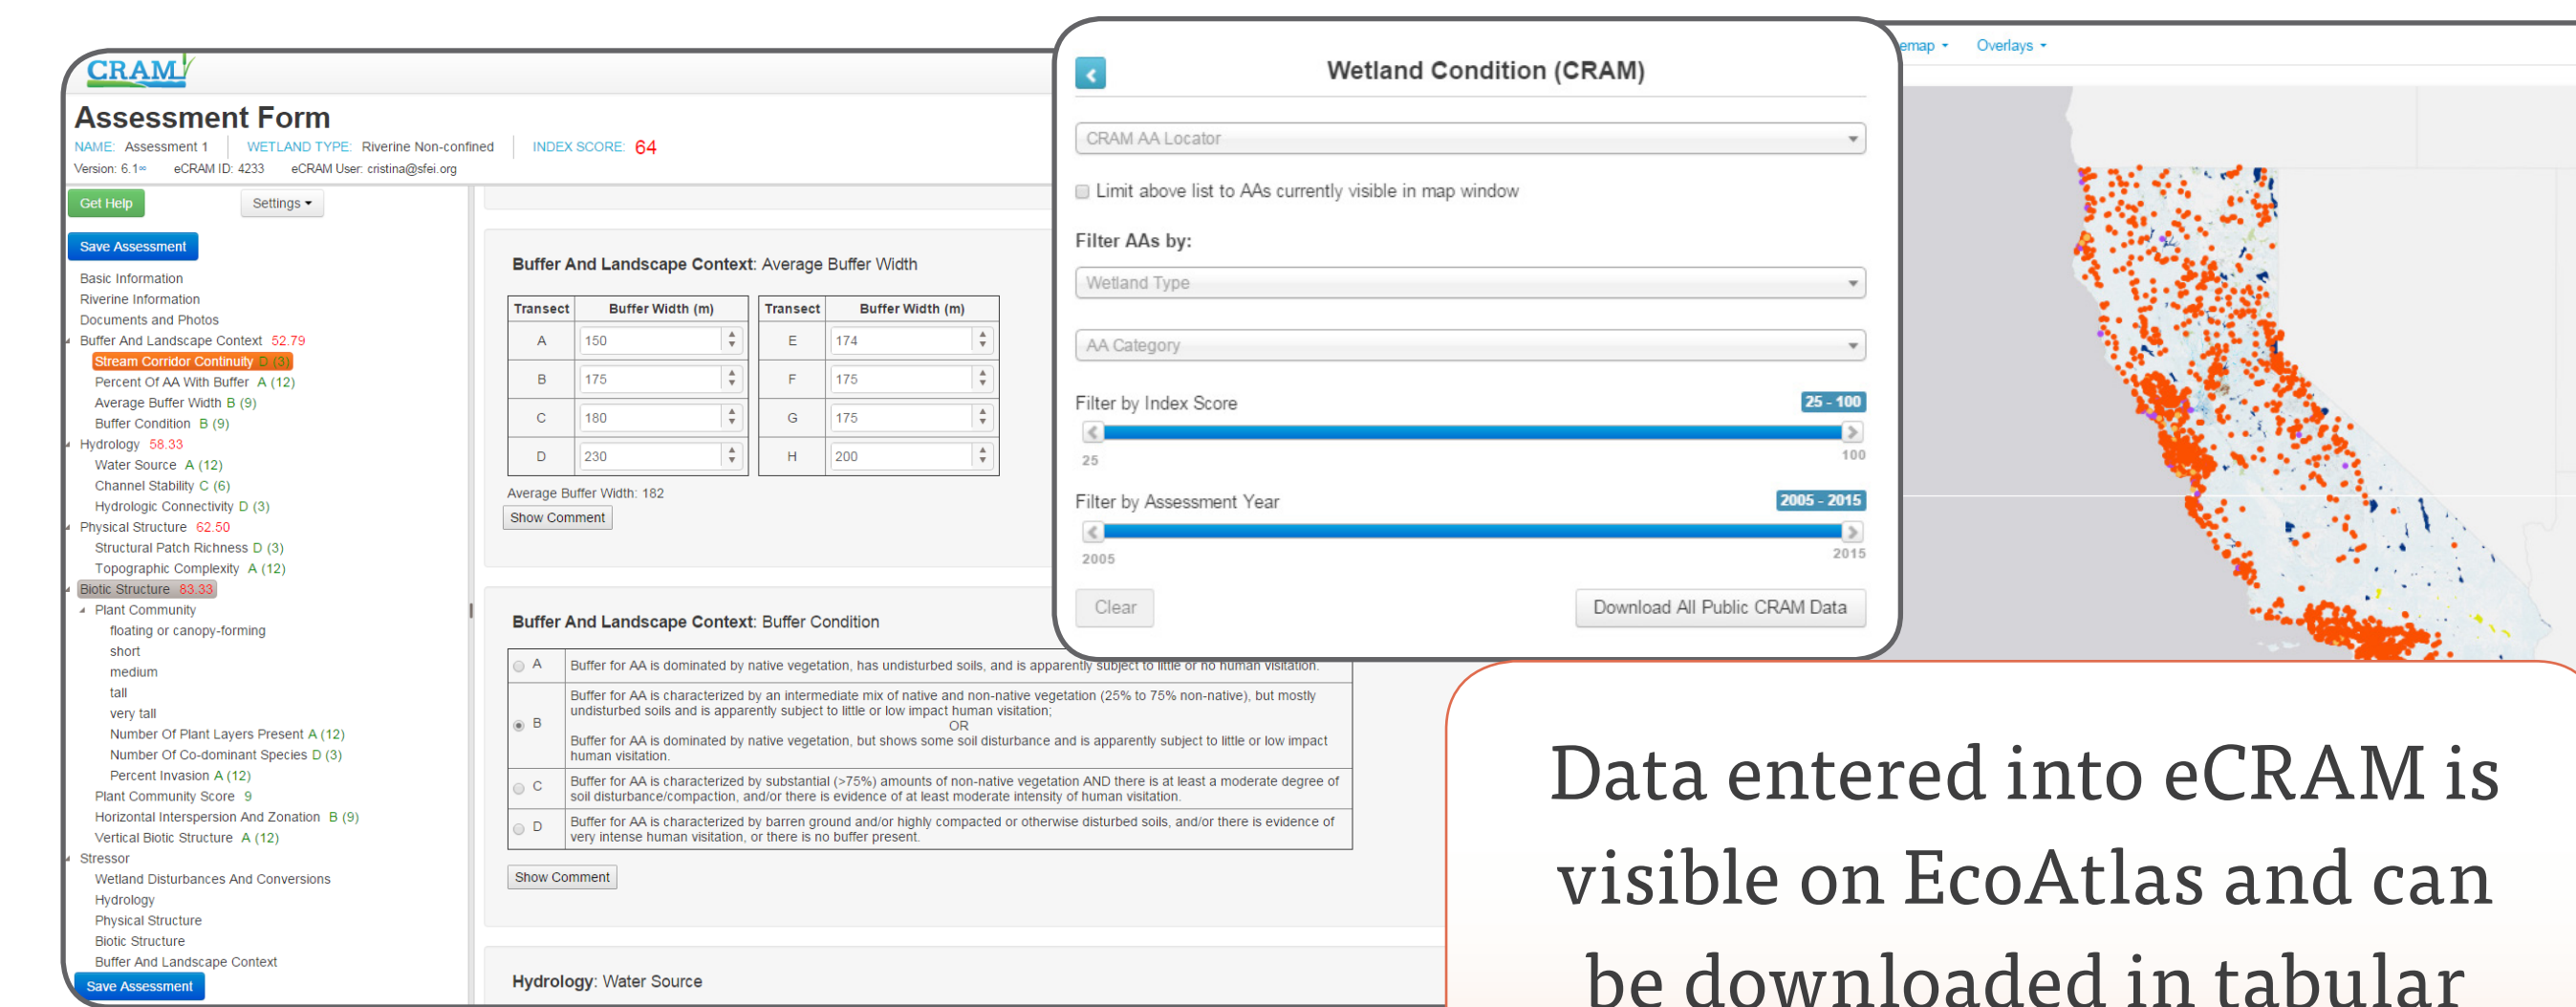 CRAM
Assessment Form
NAME: Assessment 1 WETLAND TYPE: Riverine Non-confined INDEX SCORE: 64
Version: 6.1 eCRAM ID: 4233 eCRAM User: cristina@sfei.org
Get Help Settings
Save Assessment
Basic Information
Riverine Information
Documents and Photos
Buffer And Landscape Context 52.79
Stream Corridor Continuity D (3)
Percent Of AA With Buffer A (12)
Average Buffer Width B (9)
Buffer Condition B (9)
Hydrology 58.33
Water Source A (12)
Channel Stability C (6)
Hydrologic Connectivity D (3)
Physical Structure 62.50
Structural Patch Richness D (3)
Topographic Complexity A (12)
Biotic Structure 83.33
Plant Community
floating or canopy-forming
short
medium
tall
very tall
Number Of Plant Layers Present A (12)
Number Of Co-dominant Species D (3)
Percent Invasion A (12)
Plant Community Score 9
Horizontal Interspersion And Zonation B (9)
Vertical Biotic Structure A (12)
Stressor
Wetland Disturbances And Conversions
Hydrology
Physical Structure
Biotic Structure
Buffer And Landscape Context
Save Assessment
Buffer And Landscape Context: Average Buffer Width
Transect Buffer Width (m) Transect Buffer Width (m)
A 150 E 174
B 175 F 175
C 180 G 175
D 230 H 200
Average Buffer Width: 182
Show Comment
Buffer And Landscape Context: Buffer Condition
A Buffer for AA is dominated by native vegetation, has undisturbed soils, and is apparently subject to little or no human visitation.
Buffer for AA is characterized by an intermediate mix of native and non-native vegetation (25% to 75% non-native), but mostly
undisturbed soils and is apparently subject to little or low impact human visitation;
B OR
Buffer for AA is dominated by native vegetation, but shows some soil disturbance and is apparently subject to little or low impact
human visitation.
C Buffer for AA is characterized by substantial (>75%) amounts of non-native vegetation AND there is at least a moderate degree of
soil disturbance/compaction, and/or there is evidence of at least moderate intensity of human visitation.
D Buffer for AA is characterized by barren ground and/or highly compacted or otherwise disturbed soils, and/or there is evidence of
very intense human visitation, or there is no buffer present.
Show Comment
Hydrology: Water Source
Wetland Condition (CRAM)
CRAM AA Locator
Limit above list to AAs currently visible in map window
Filter AAs by:
Wetland Type
AA Category
Filter by Index Score 25 - 100
25 100
Filter by Assessment Year 2005 - 2015
2005 2015
Clear Download All Public CRAM Data
emap Overlays
Data entered into eCRAM is
visible on EcoAtlas and can
be downloaded in tabular